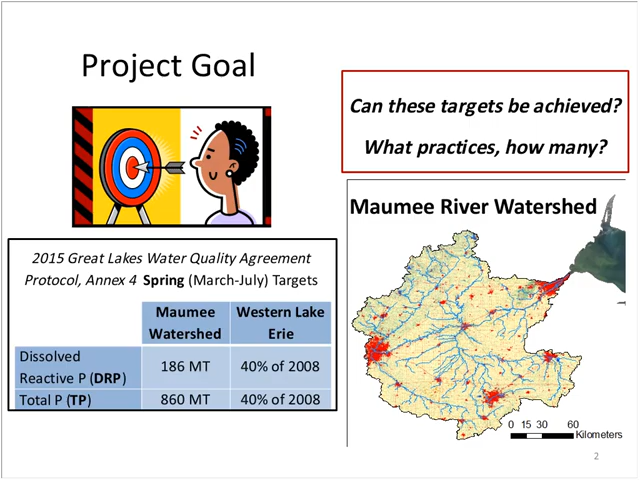 Project Goal
Can these targets be achieved?
What practices, how many?
2015 Great Lakes Water Quality Agreement
Protocol, Annex 4 Spring (March-July) Targets
Maumee Watershed
Western Lake Erie
Dissolved Reactive P (DRP)
186 MT
40% of 2008
Total P (TP)
860 MT
40% of 2008
Maumee River Watershed
0 15 30 60
Kilometers
2